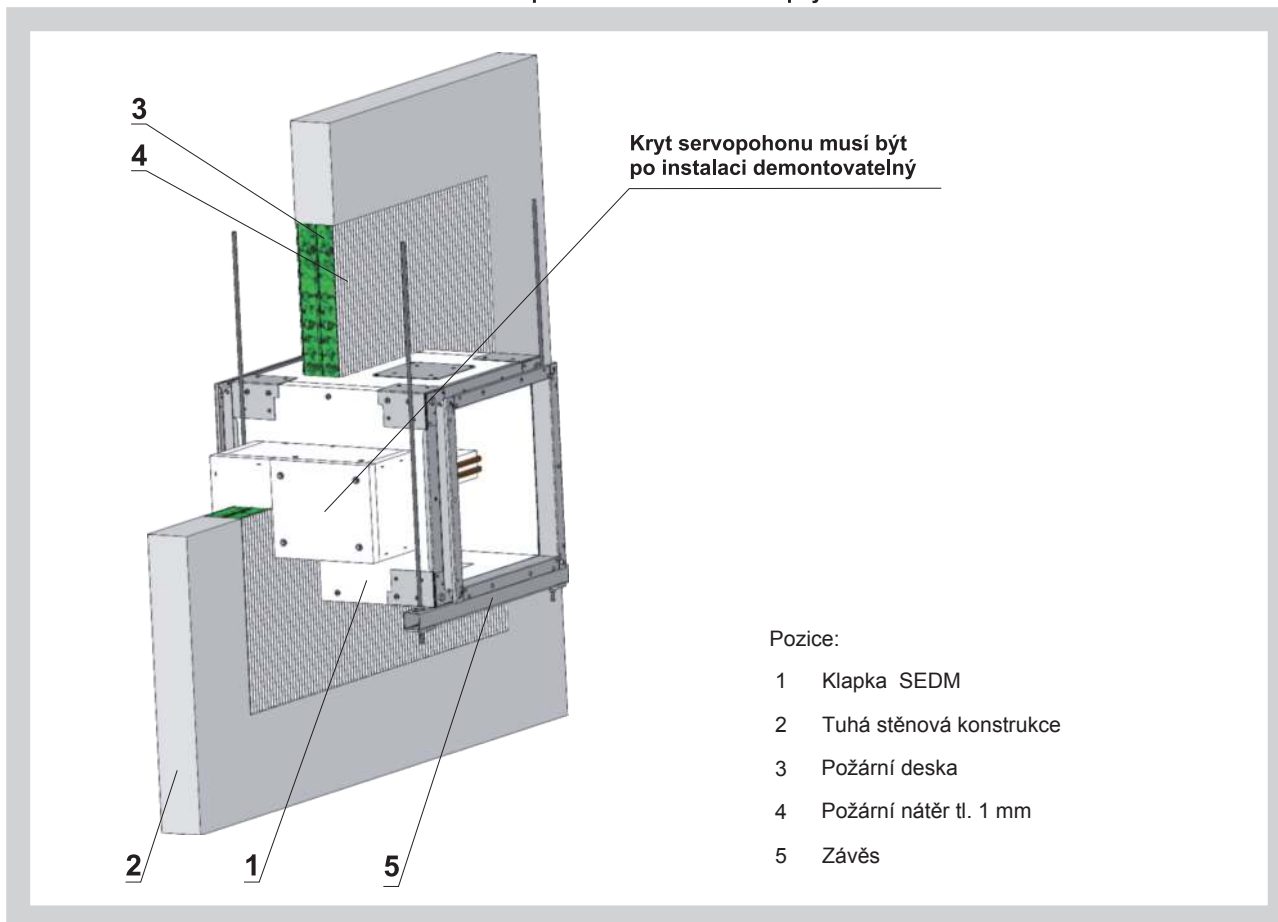 3
4
Kryt servopohonu musí být
po instalaci demontovatelný
Pozice:
1 Klapka SEDM
2 Tuhá stěnová konstrukce
3 Požární deska
4 Požární nátěr tl. 1 mm
5 Závěs
2
1
5